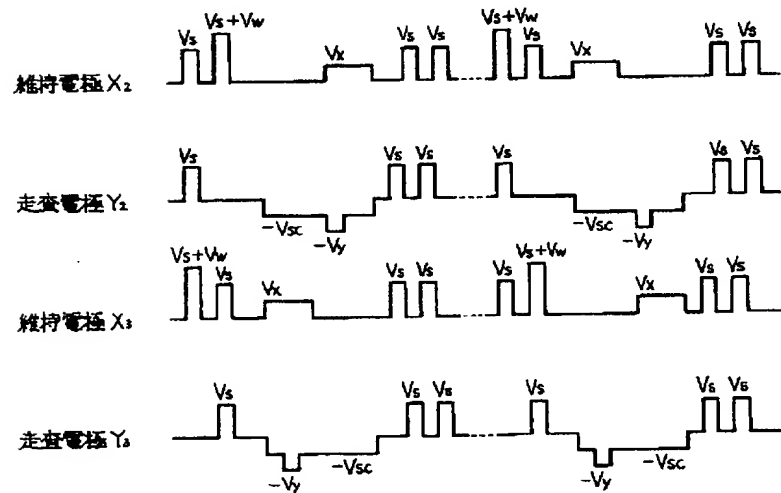 Vs Vs+Vw Vx Vs Vs Vs+Vw Vs Vx Vs Vs
維持電極X₂
Vs Vs Vs Vs Vs Vs
走査電極Y₂
−Vsc −Vy −Vsc −Vy
Vs+Vw Vs Vx Vs Vs Vs Vs+Vw Vx Vs Vs
維持電極X₃
Vs Vs Vs Vs Vs Vs
走査電極Y₃
−Vy −Vsc −Vy −Vsc